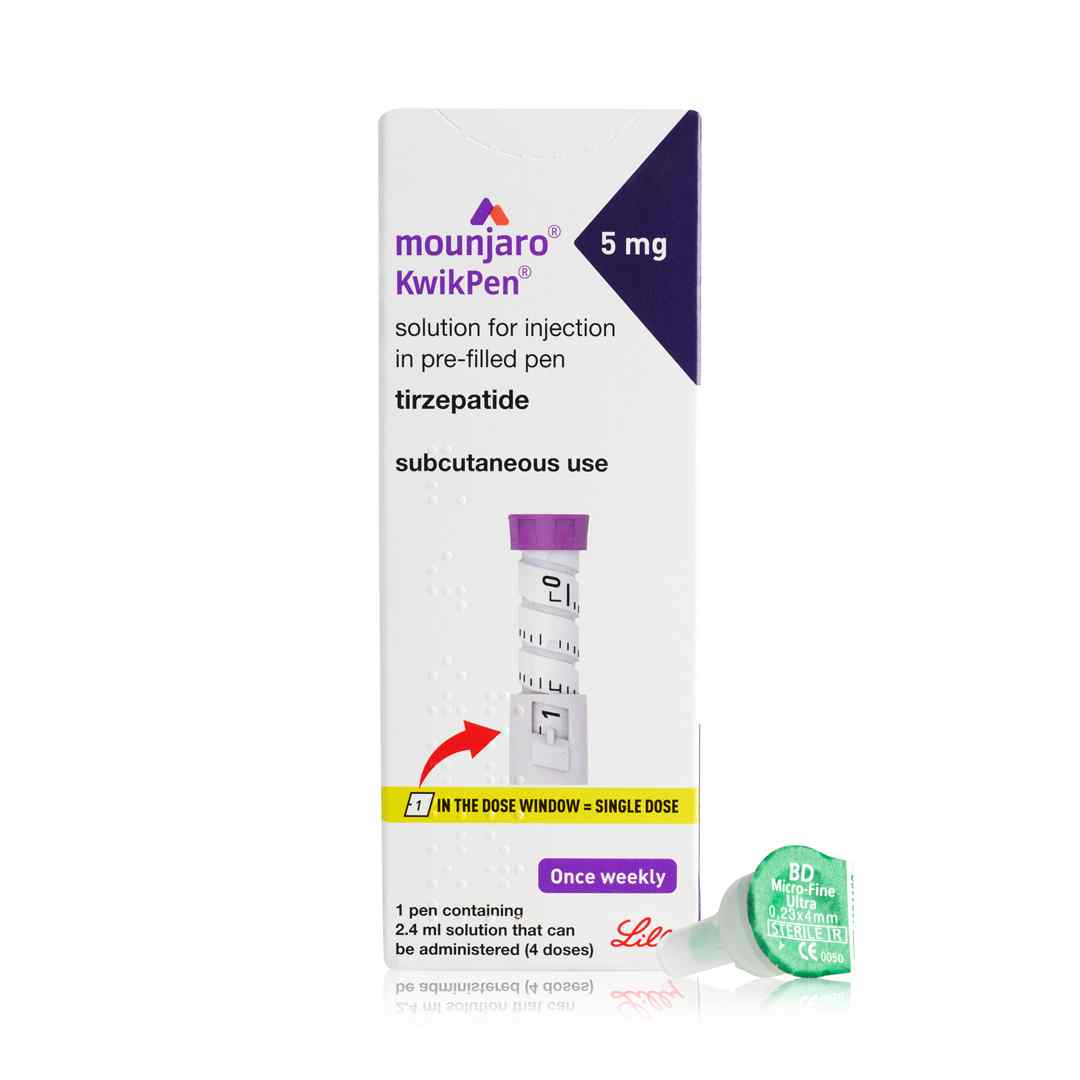 mounjaro®
KwikPen®
5 mg
solution for injection
in pre-filled pen
tirzepatide
subcutaneous use
0
1
1 IN THE DOSE WINDOW = SINGLE DOSE
Once weekly
1 pen containing
2.4 ml solution that can
be administered (4 doses)
BD
Micro-Fine
Ultra
0,23x4mm
STERILE R
CE 0050